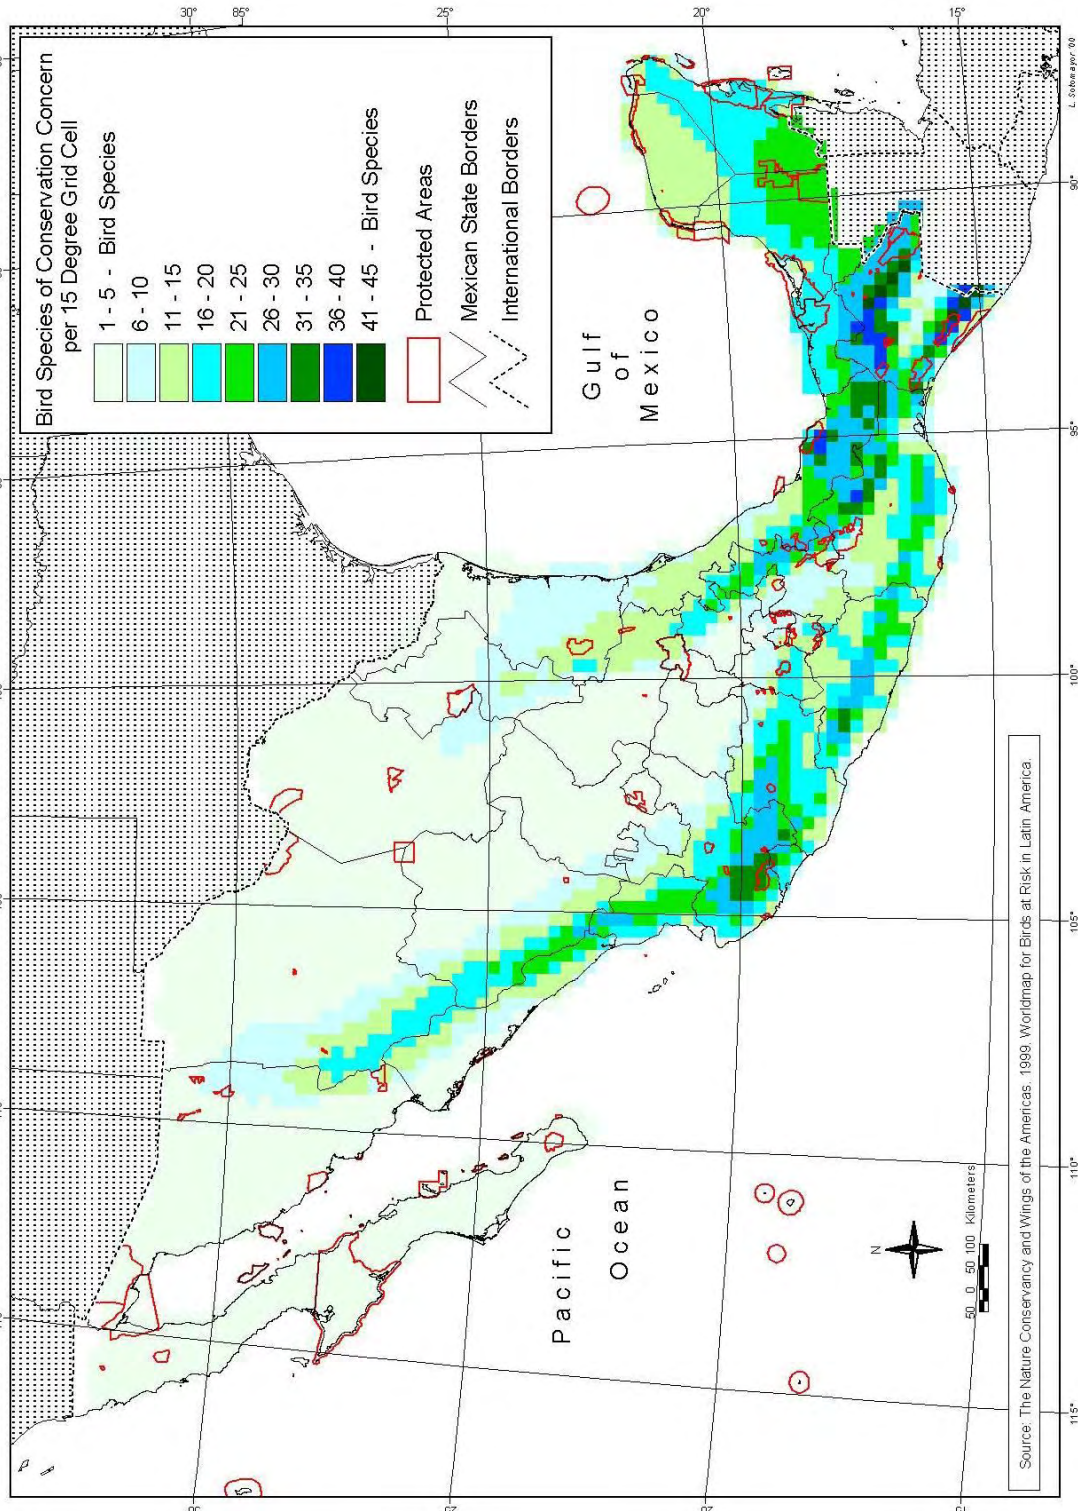 Bird Species of Conservation Concern
per 15 Degree Grid Cell
1 - 5 - Bird Species
6 - 10
11 - 15
16 - 20
21 - 25
26 - 30
31 - 35
36 - 40
41 - 45 - Bird Species
Protected Areas
Mexican State Borders
International Borders
Gulf
of
Mexico
Pacific
Ocean
N
50 0 50 100 Kilometers
Source: The Nature Conservancy and Wings of the Americas. 1999. Worldmap for Birds at Risk in Latin America.
L. Sotomayor '00
30°
85°
25°
20°
15°
90°
95°
100°
105°
110°
115°